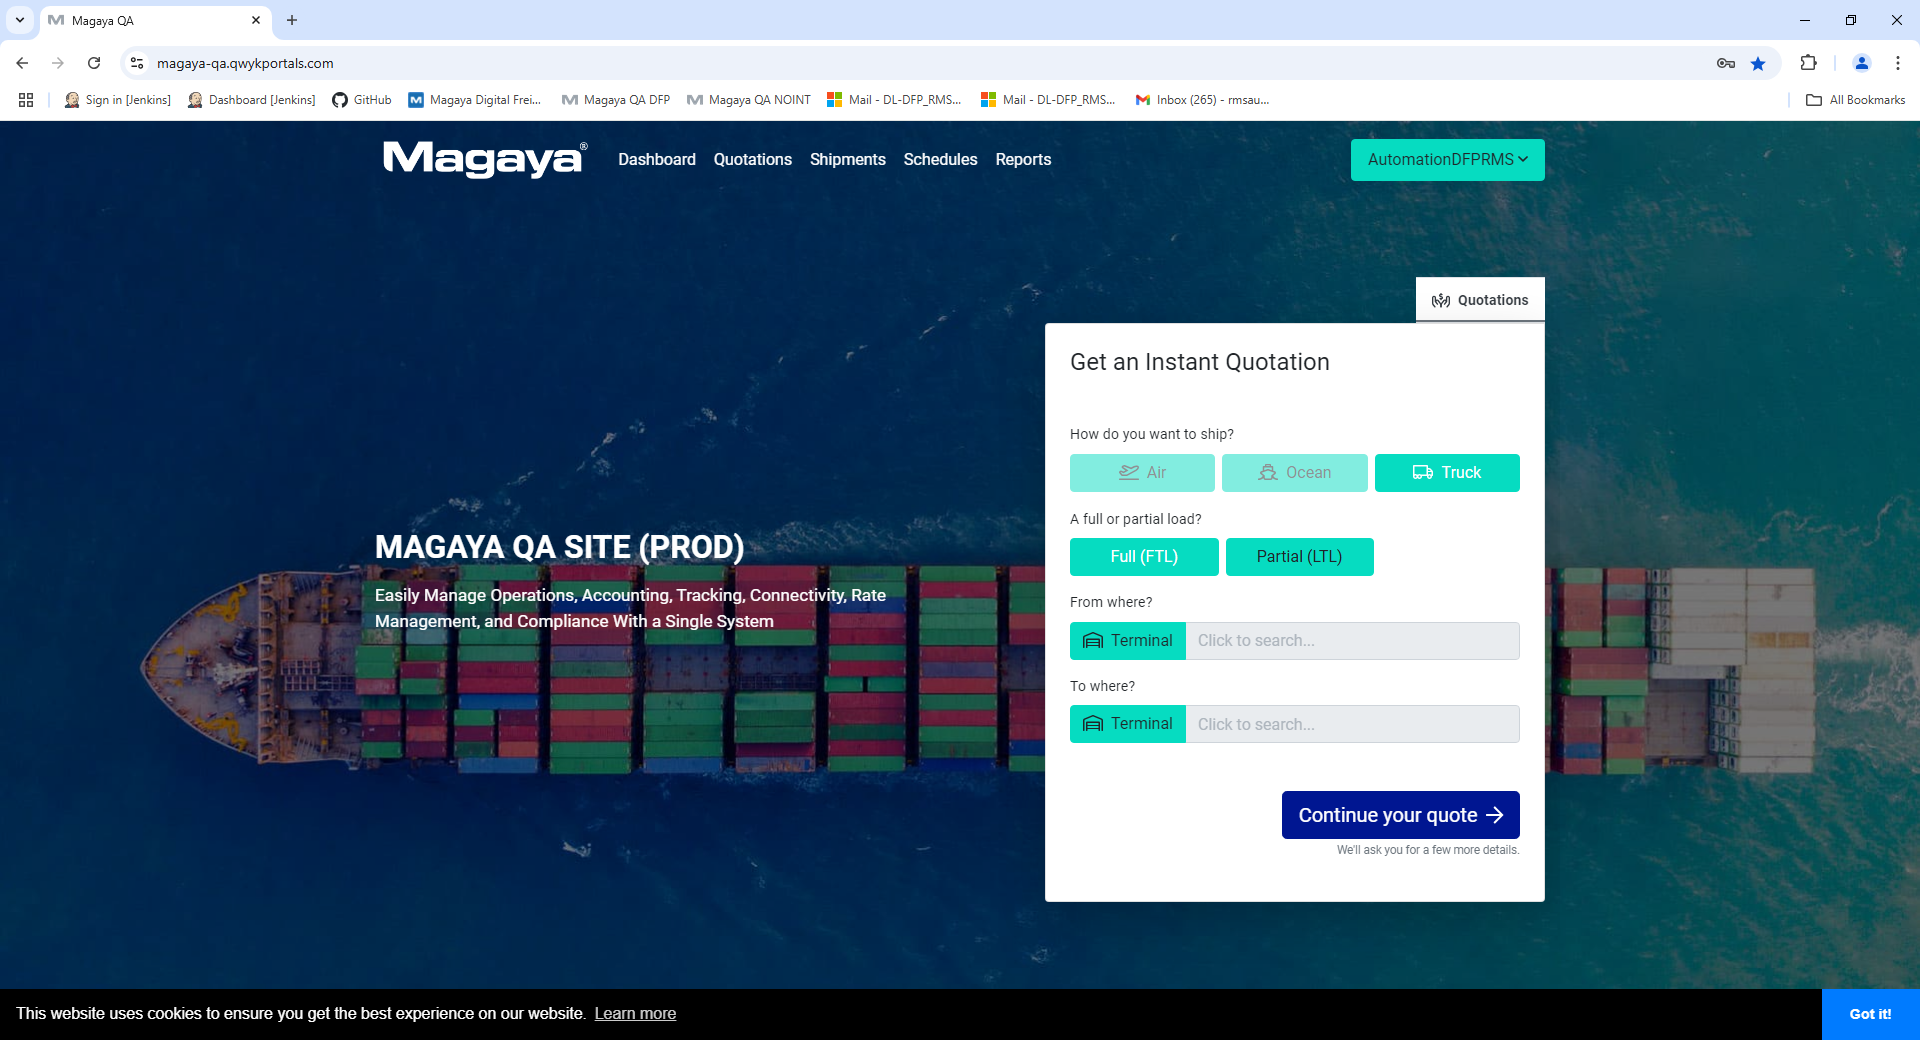 Magaya QA
magaya-qa.qwykportals.com
Sign in [Jenkins]
Dashboard [Jenkins]
GitHub
Magaya Digital Frei...
Magaya QA DFP
Magaya QA NOINT
Mail - DL-DFP_RMS...
Mail - DL-DFP_RMS...
Inbox (265) - rmsau...
All Bookmarks
Magaya®
Dashboard
Quotations
Shipments
Schedules
Reports
AutomationDFPRMS
Quotations
Get an Instant Quotation
How do you want to ship?
Air
Ocean
Truck
A full or partial load?
Full (FTL)
Partial (LTL)
From where?
Terminal
Click to search...
To where?
Terminal
Click to search...
Continue your quote
We'll ask you for a few more details.
MAGAYA QA SITE (PROD)
Easily Manage Operations, Accounting, Tracking, Connectivity, Rate
Management, and Compliance With a Single System
This website uses cookies to ensure you get the best experience on our website. Learn more
Got it!